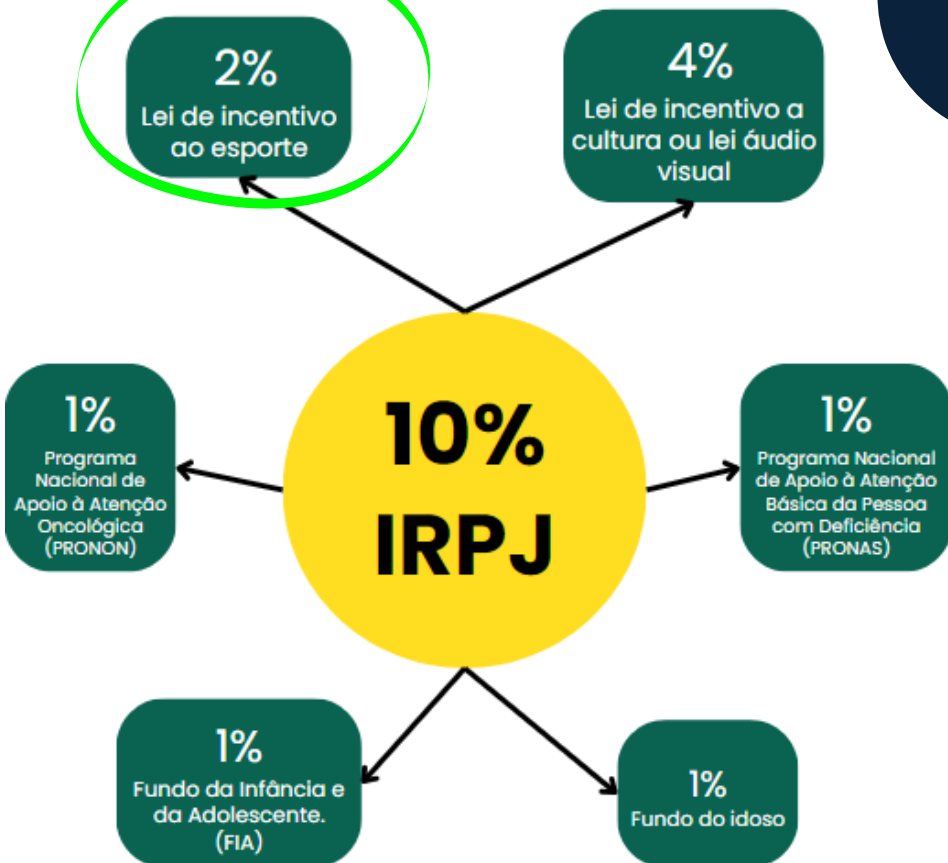 2%
Lei de incentivo
ao esporte
4%
Lei de incentivo a
cultura ou lei áudio
visual
1%
Programa
Nacional de
Apoio à Atenção
Oncológica
(PRONON)
10%
IRPJ
1%
Programa Nacional
de Apoio à Atenção
Básica da Pessoa
com Deficiência
(PRONAS)
1%
Fundo da Infância e
da Adolescente.
(FIA)
1%
Fundo do idoso